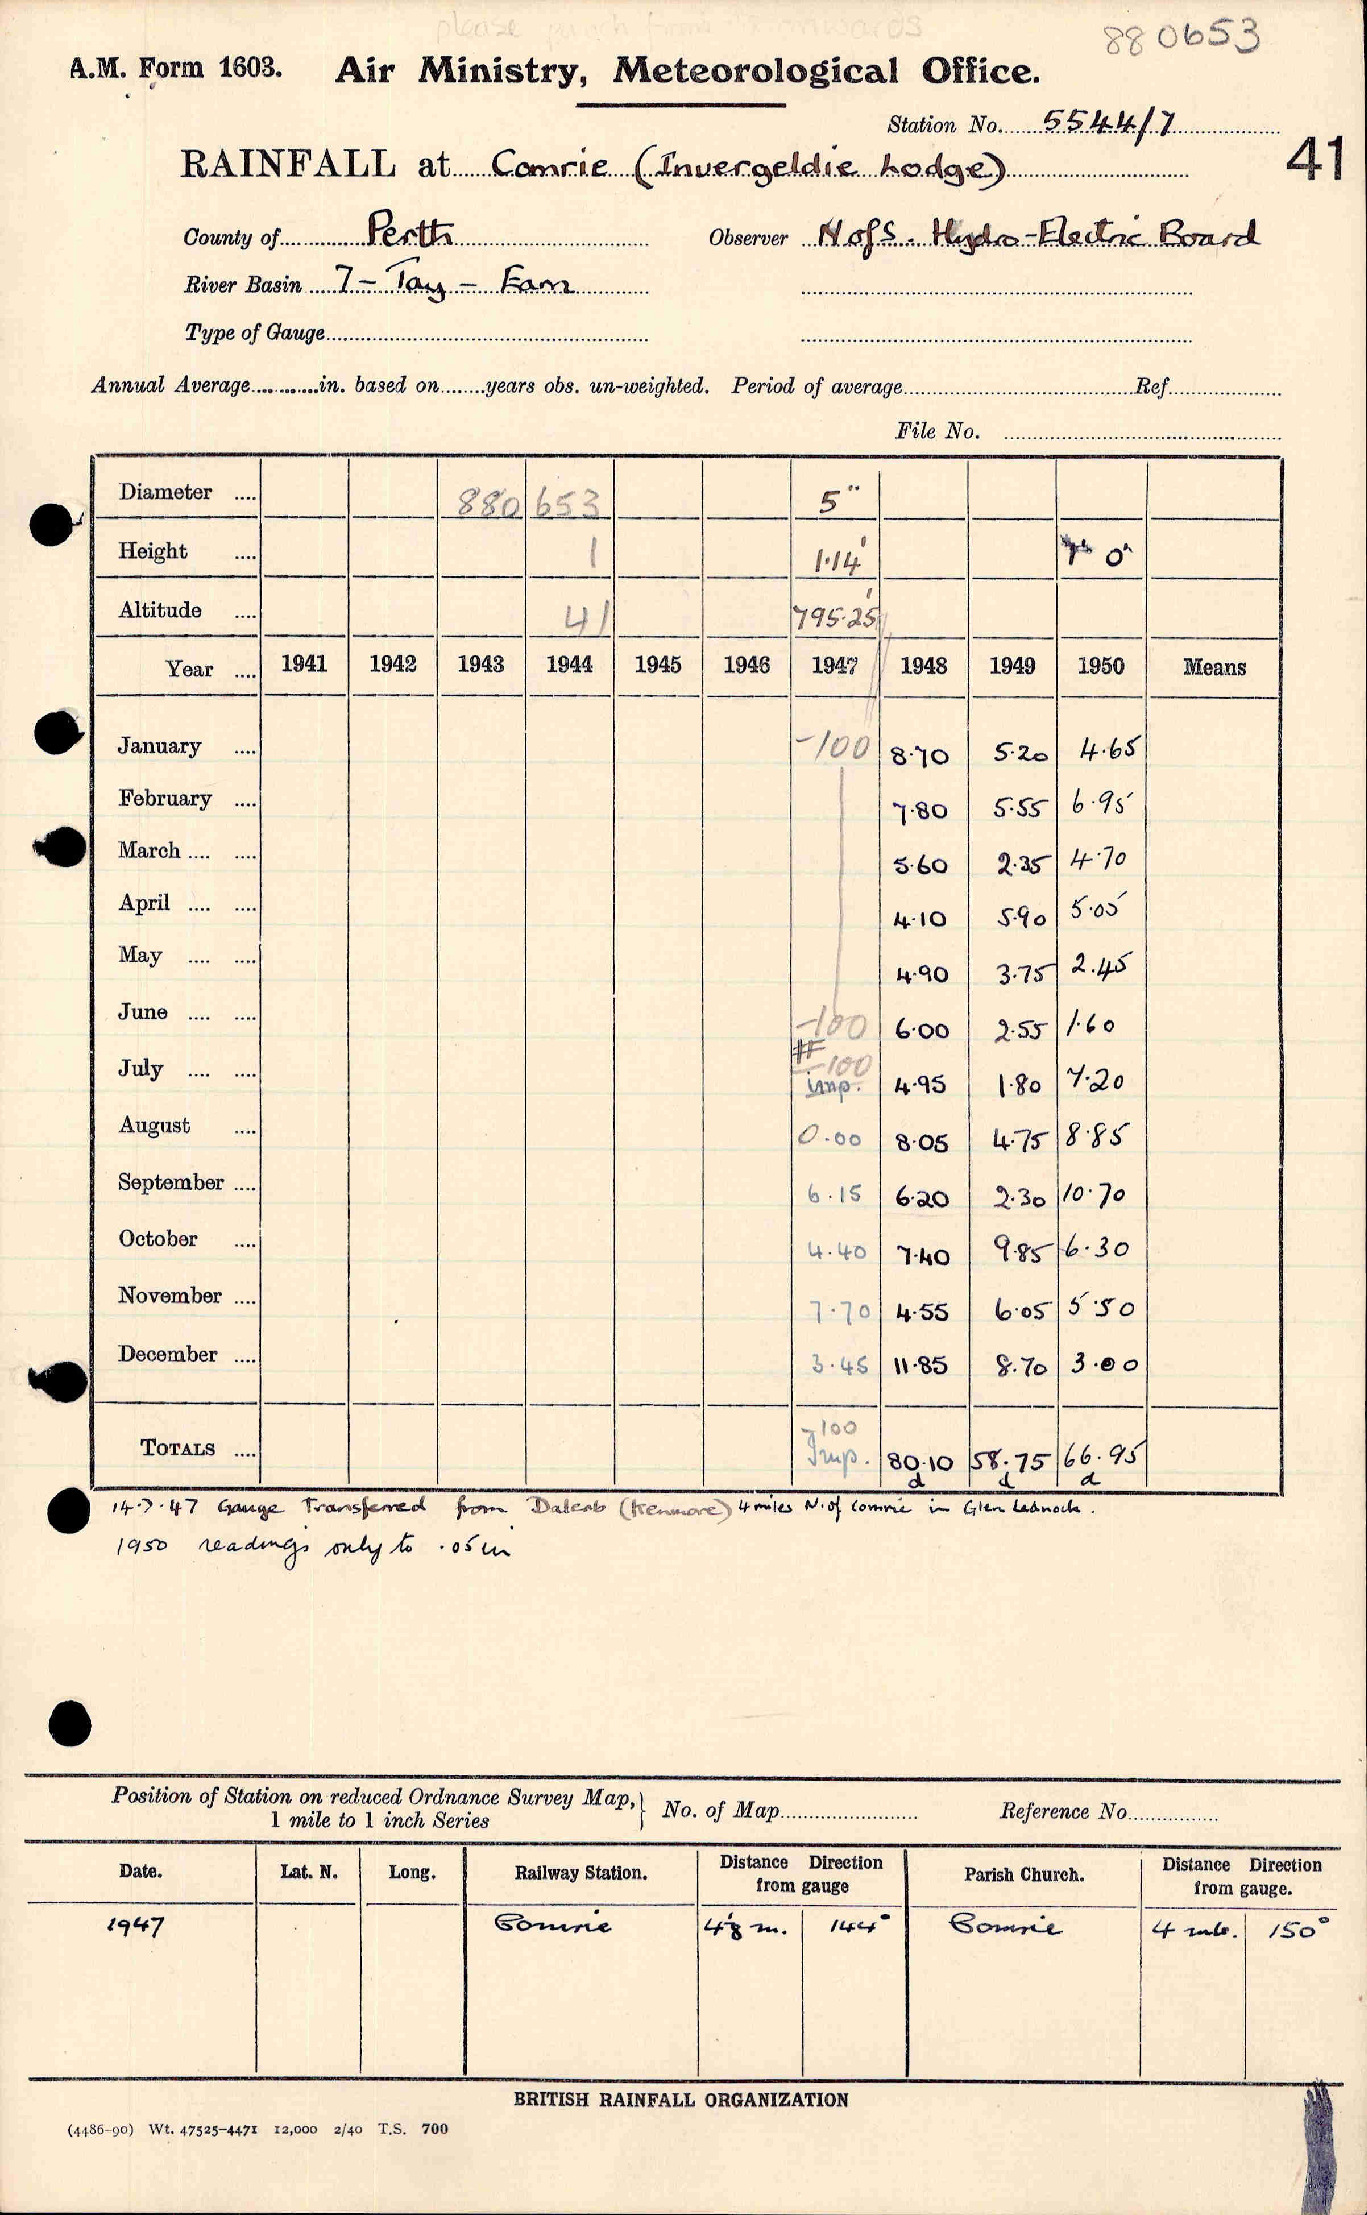 please punch from onwards
880653
A.M. Form 1603. Air Ministry, Meteorological Office.
Station No. 5544/7
41
RAINFALL at Comrie (Invergeldie Lodge)
County of Perth Observer N of S. Hydro-Electric Board
River Basin 7 - Tay - Earn
Type of Gauge
Annual Average in. based on years obs. un-weighted. Period of average Ref.
File No.
Diameter 880 653 5"
Height 1 1·14' 0"
Altitude 41 795·25'
Year 1941 1942 1943 1944 1945 1946 1947 1948 1949 1950 Means
January -100 8·70 5·20 4·65
February 7·80 5·55 6·95
March 5·60 2·35 4·70
April 4·10 5·90 5·05
May 4·90 3·75 2·45
June -100 6·00 2·55 1·60
July # -100 imp. 4·95 1·80 7·20
August 0·00 8·05 4·75 8·85
September 6·15 6·20 2·30 10·70
October 4·40 7·40 9·85 6·30
November 7·70 4·55 6·05 5·50
December 3·45 11·85 8·70 3·00
TOTALS -100 Imp. 80·10 58·75 66·95
d d d
14·7·47 Gauge Transferred from (Kenmore) 4 miles N. of Comrie in Glen Lednock.
1950 readings only to ·05 in
Position of Station on reduced Ordnance Survey Map, 1 mile to 1 inch Series } No. of Map Reference No.
Date. Lat. N. Long. Railway Station. Distance Direction from gauge Parish Church. Distance Direction from gauge.
1947 Comrie m. 144° Comrie 4 mls. 150°
BRITISH RAINFALL ORGANIZATION
(4486-90) Wt. 47525-4471 12,000 2/40 T.S. 700